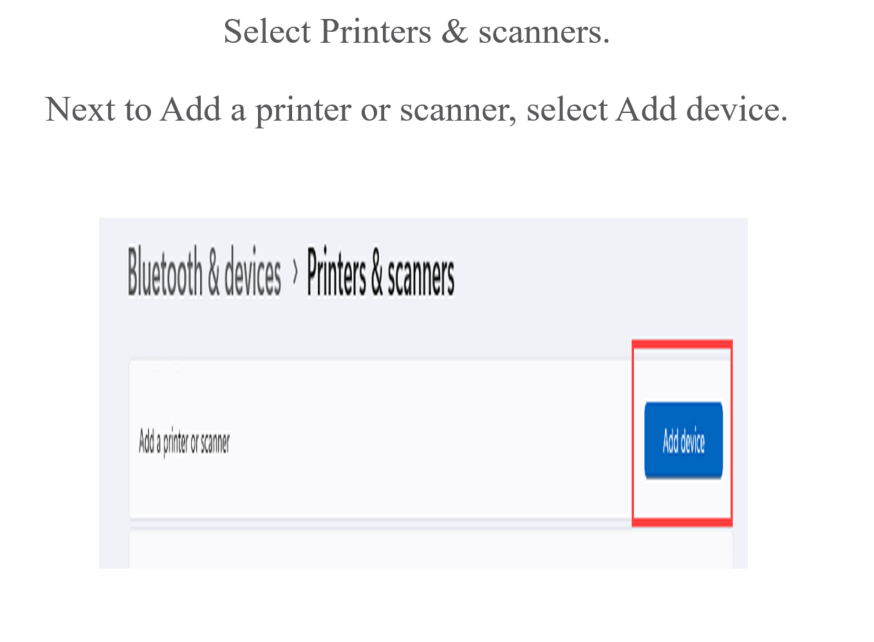 Select Printers & scanners.
Next to Add a printer or scanner, select Add device.
Bluetooth & devices › Printers & scanners
Add a printer or scanner
Add device